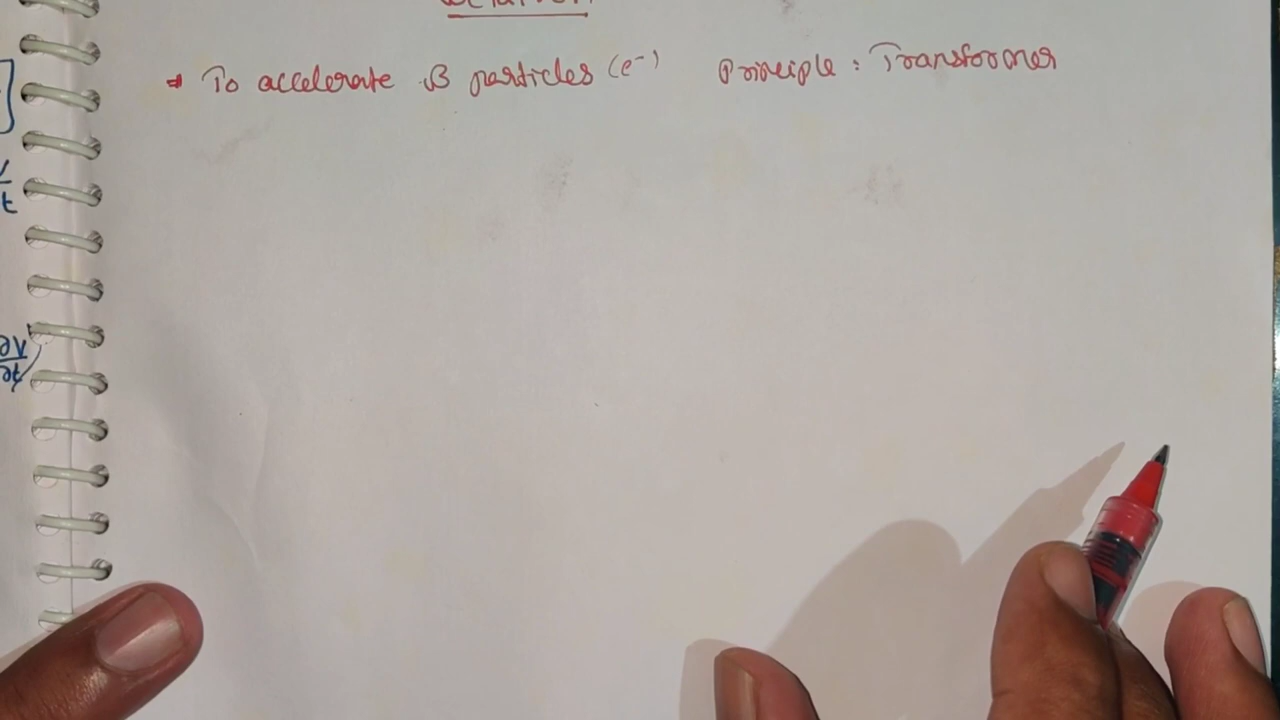 → To accelerate β particles (e⁻) Principle : Transformer